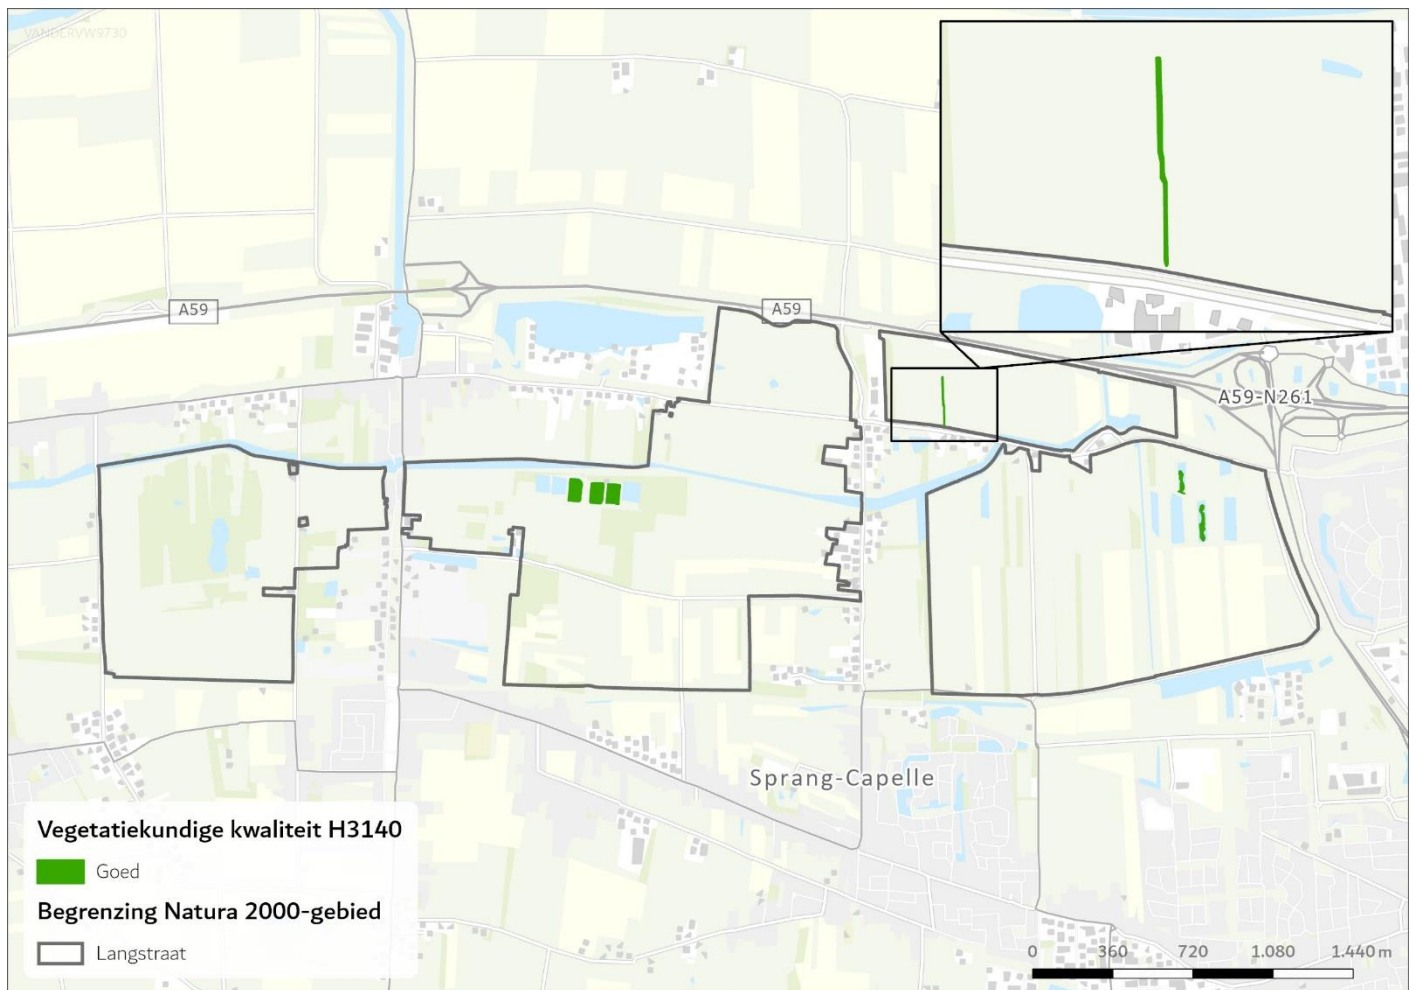 VANDERVW9730
A59
A59
A59-N261
Sprang-Capelle
Vegetatiekundige kwaliteit H3140
Goed
Begrenzing Natura 2000-gebied
Langstraat
0 360 720 1.080 1.440 m